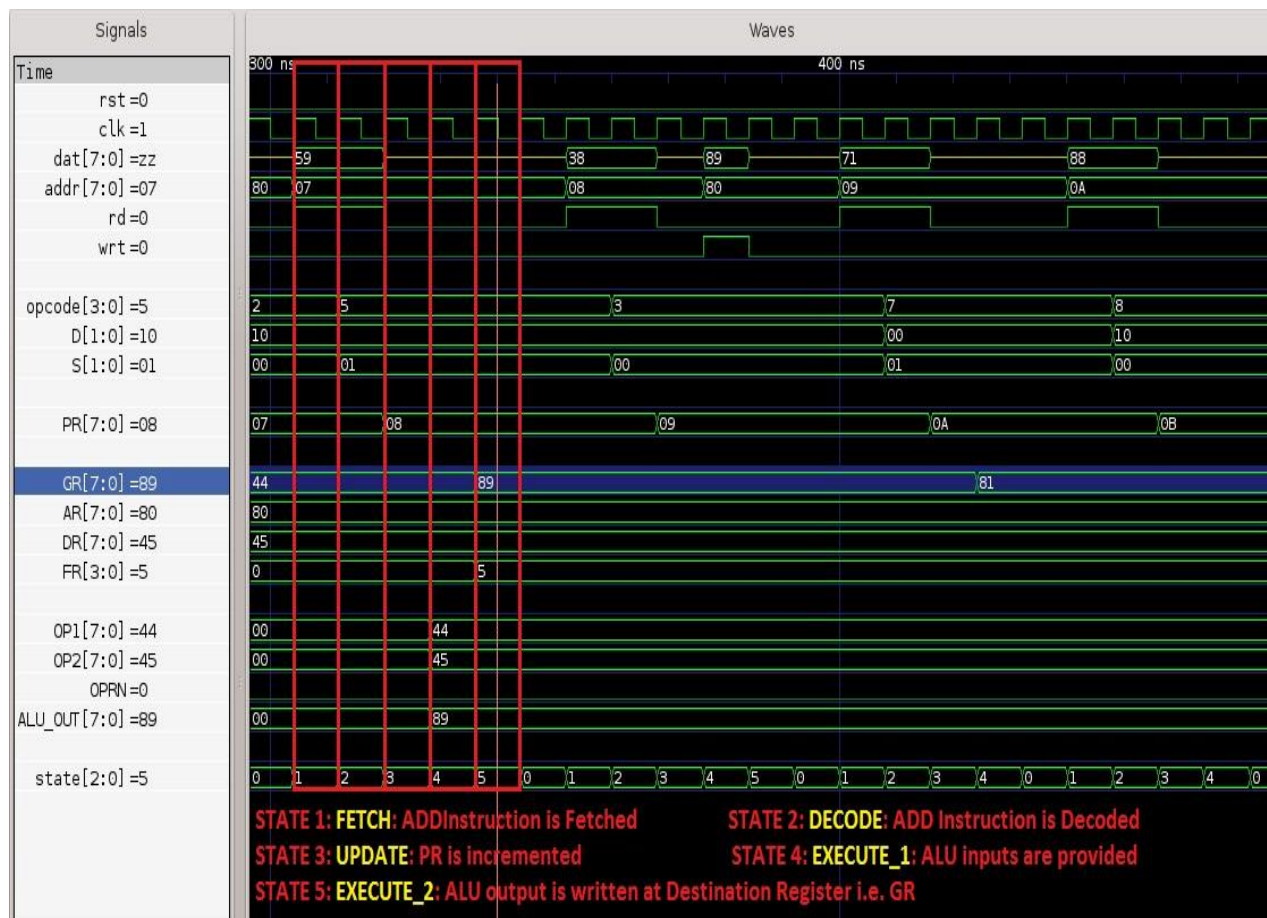 Signals
Waves
Time
300 ns
400 ns
rst=0
clk=1
dat[7:0]=zz
59
38
89
71
88
addr[7:0]=07
80
07
08
80
09
0A
rd=0
wrt=0
opcode[3:0]=5
2
5
3
7
8
D[1:0]=10
10
00
10
S[1:0]=01
00
01
00
01
00
PR[7:0]=08
07
08
09
0A
0B
GR[7:0]=89
44
89
81
AR[7:0]=80
80
DR[7:0]=45
45
FR[3:0]=5
0
5
OP1[7:0]=44
00
44
OP2[7:0]=45
00
45
OPRN=0
ALU_OUT[7:0]=89
00
89
state[2:0]=5
0 1 2 3 4 5 0 1 2 3 4 5 0 1 2 3 4 0 1 2 3 4 0
STATE 1: FETCH: ADDInstruction is Fetched
STATE 2: DECODE: ADD Instruction is Decoded
STATE 3: UPDATE: PR is incremented
STATE 4: EXECUTE_1: ALU inputs are provided
STATE 5: EXECUTE_2: ALU output is written at Destination Register i.e. GR